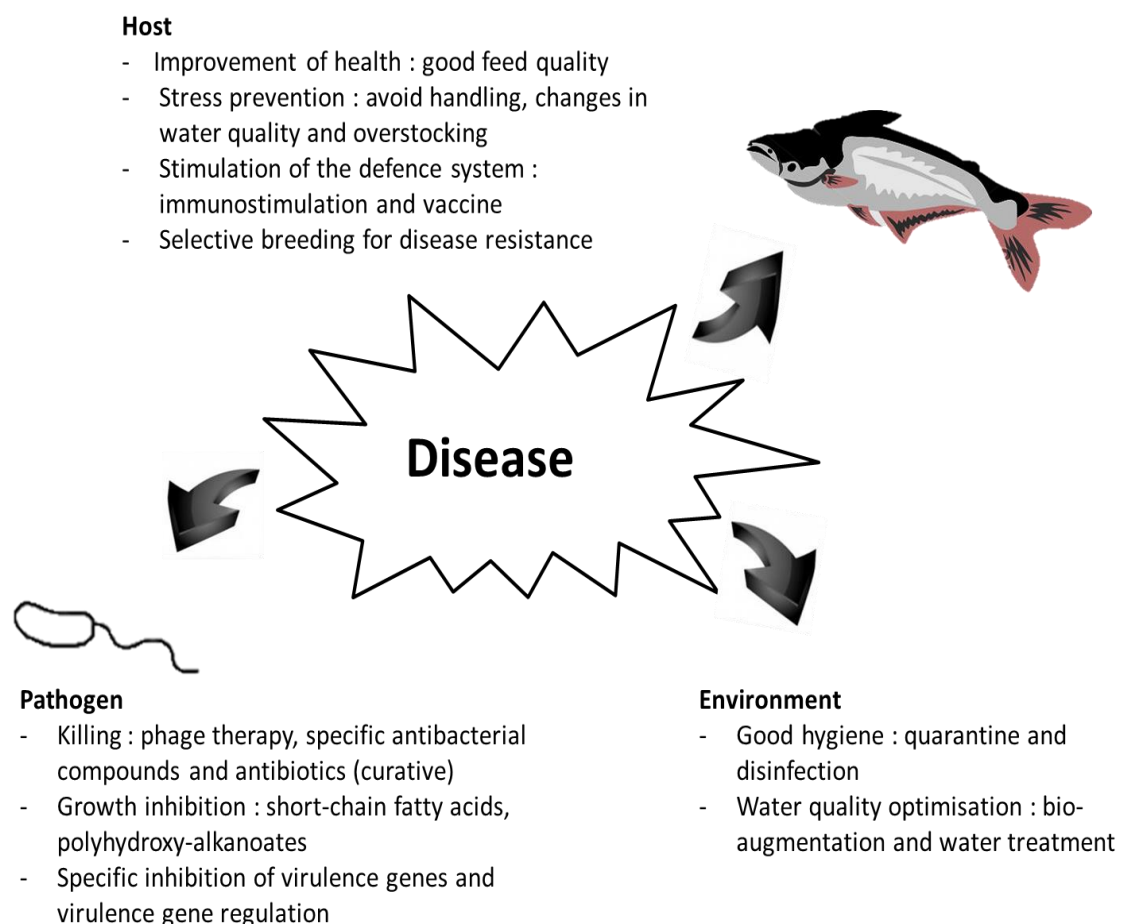 Host
- Improvement of health : good feed quality
- Stress prevention : avoid handling, changes in
water quality and overstocking
- Stimulation of the defence system :
immunostimulation and vaccine
- Selective breeding for disease resistance
Disease
Pathogen
- Killing : phage therapy, specific antibacterial
compounds and antibiotics (curative)
- Growth inhibition : short-chain fatty acids,
polyhydroxy-alkanoates
- Specific inhibition of virulence genes and
virulence gene regulation
Environment
- Good hygiene : quarantine and
disinfection
- Water quality optimisation : bio-
augmentation and water treatment